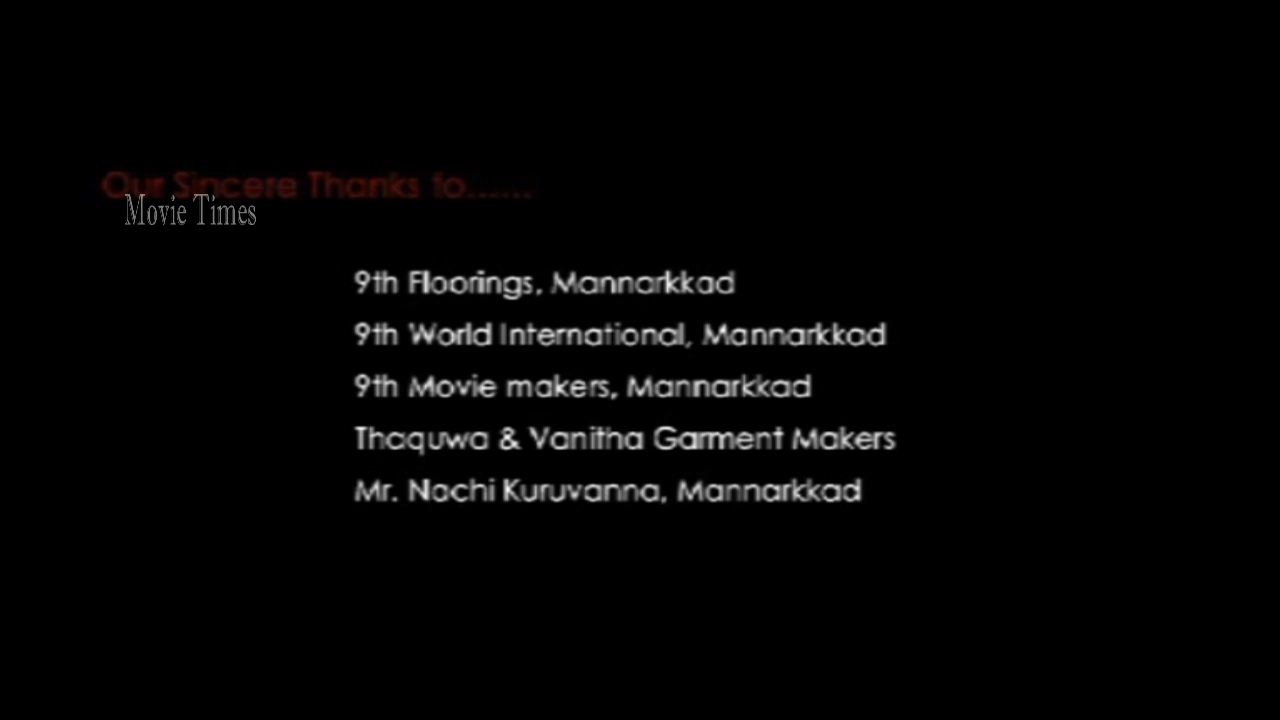 Our Sincere Thanks to......
Movie Times
9th Floorings, Mannarkkad
9th World International, Mannarkkad
9th Movie makers, Mannarkkad
Thaquwa & Vanitha Garment Makers
Mr. Nachi Kuruvanna, Mannarkkad